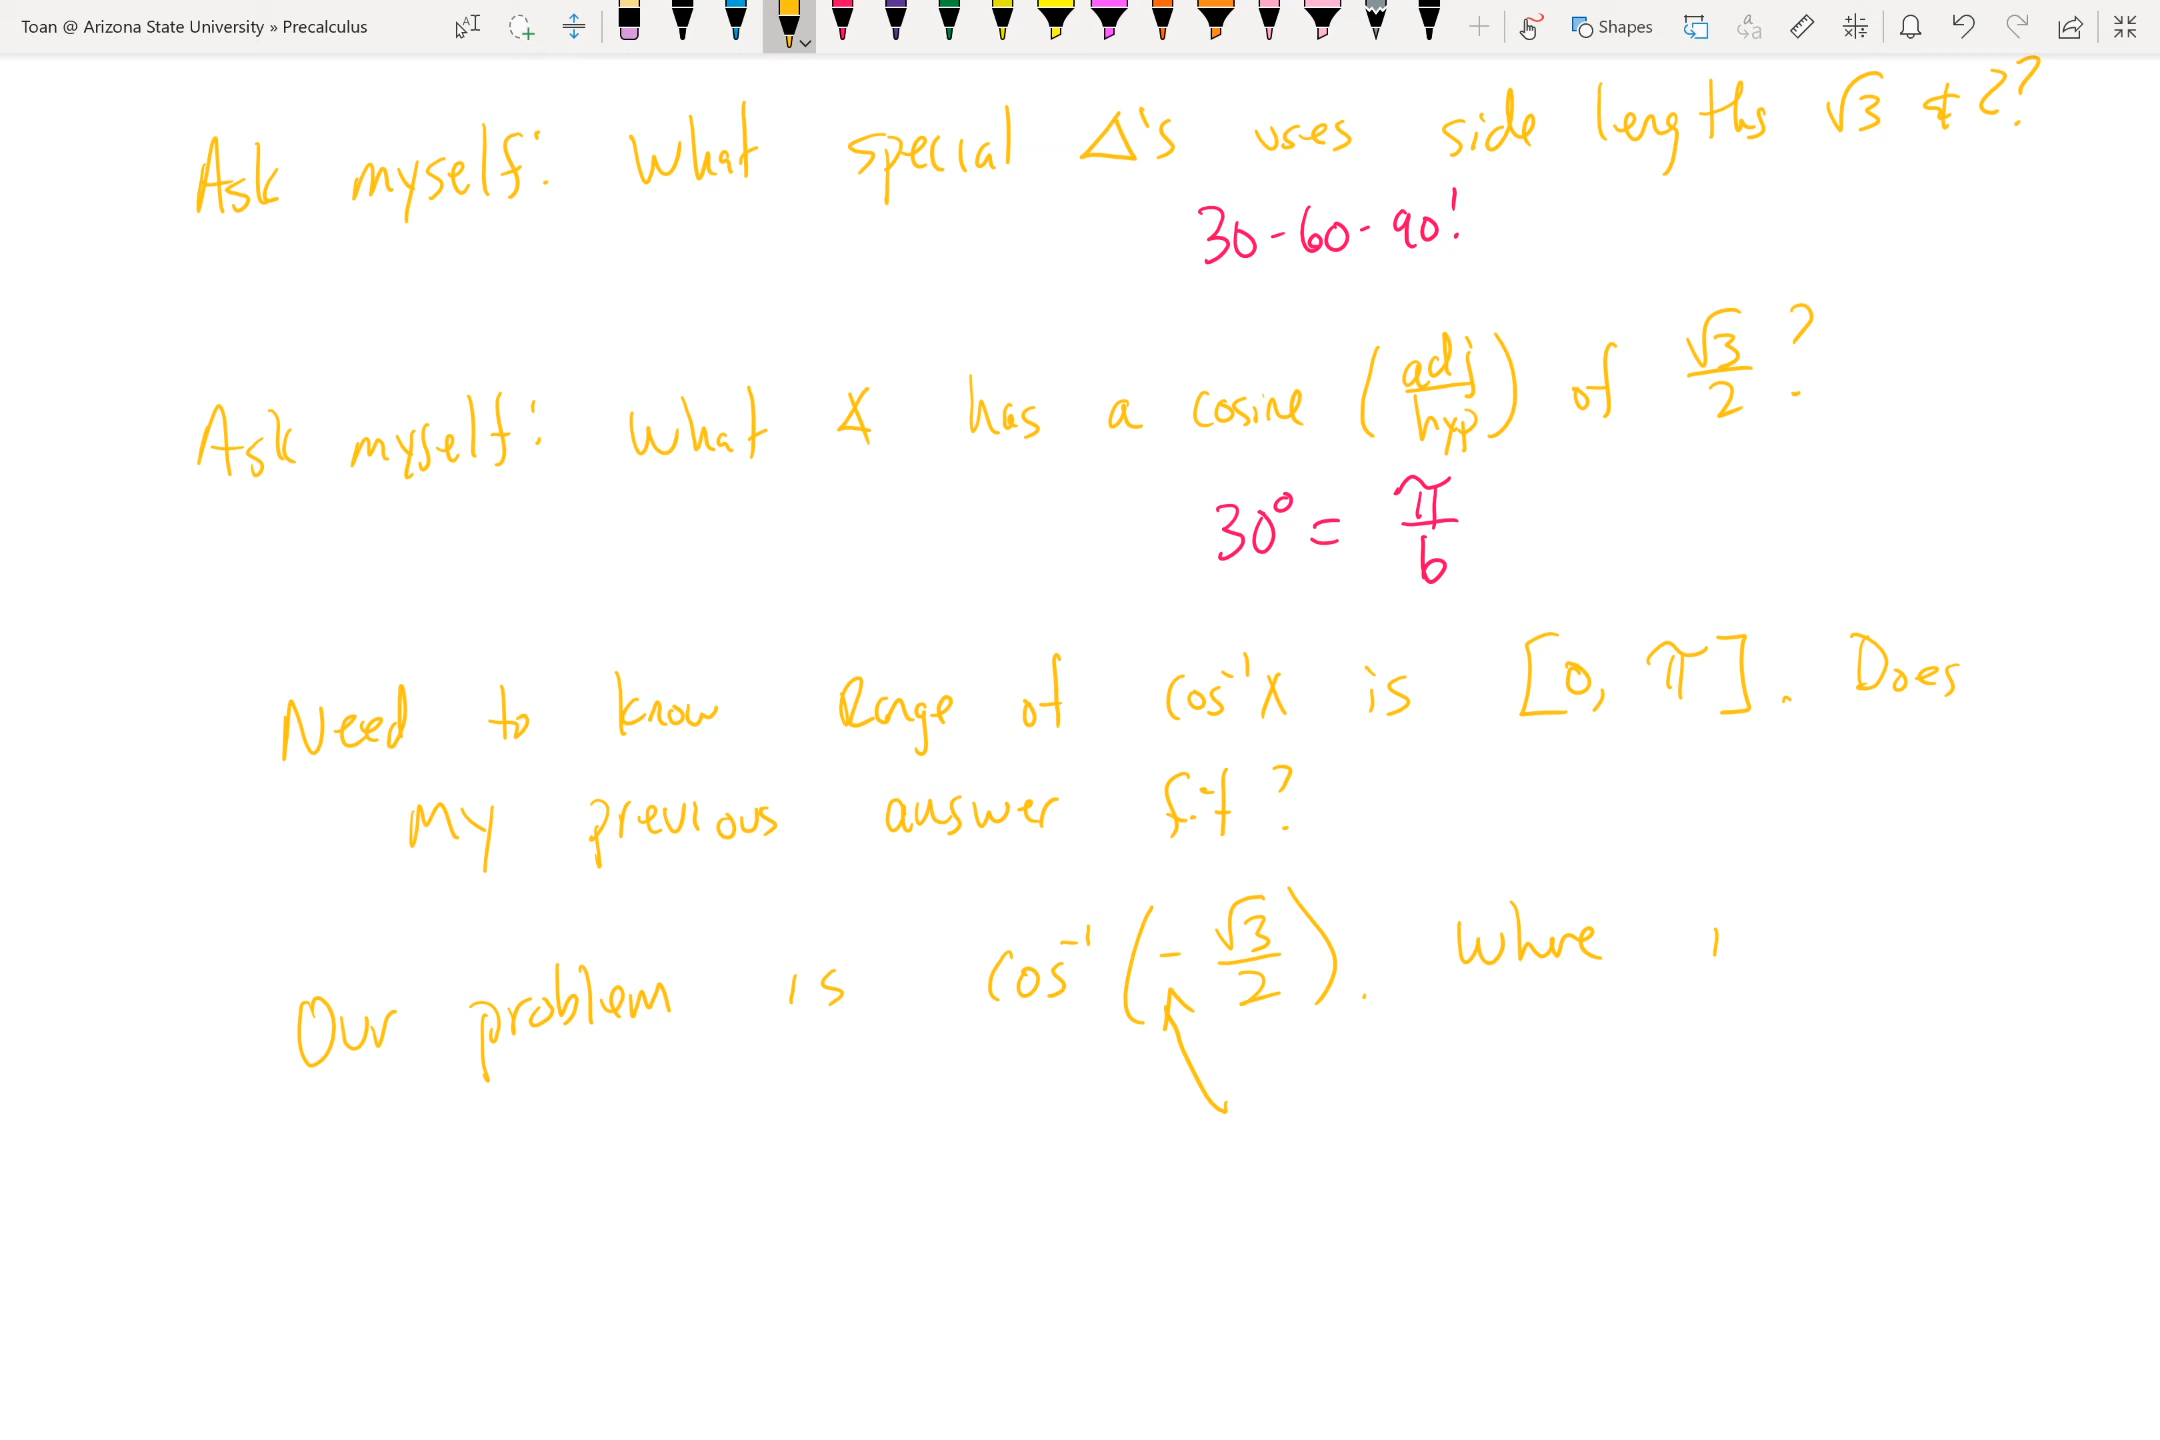 Toan @ Arizona State University » Precalculus
Shapes
Ask myself: What special Δ's uses side lengths √3 & 2?
30-60-90!
Ask myself: What ∡ has a cosine (adj/hyp) of √3/2?
30° = π/6
Need to know Range of cos⁻¹x is [0, π]. Does
my previous answer fit?
Our problem is cos⁻¹(-√3/2). Where